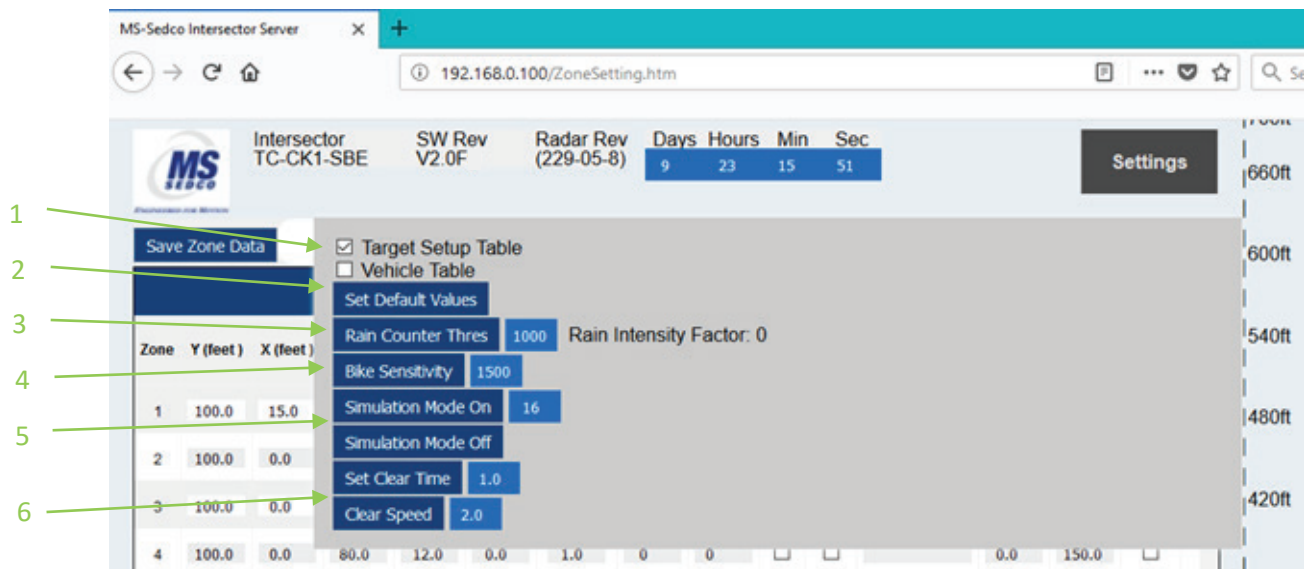 MS-Sedco Intersector Server
192.168.0.100/ZoneSetting.htm
Intersector SW Rev Radar Rev Days Hours Min Sec
TC-CK1-SBE V2.0F (229-05-8) 9 23 15 51
MS
SEDCO
Settings
660ft
1
Save Zone Data
Target Setup Table
600ft
2
Vehicle Table
Set Default Values
3
Rain Counter Thres 1000 Rain Intensity Factor: 0
540ft
Zone Y (feet) X (feet)
4
Bike Sensitivity 1500
1 100.0 15.0
Simulation Mode On 16
480ft
5
Simulation Mode Off
2 100.0 0.0
Set Clear Time 1.0
6
3 100.0 0.0
Clear Speed 2.0
420ft
4 100.0 0.0 80.0 12.0 0.0 1.0 0 0 0.0 150.0